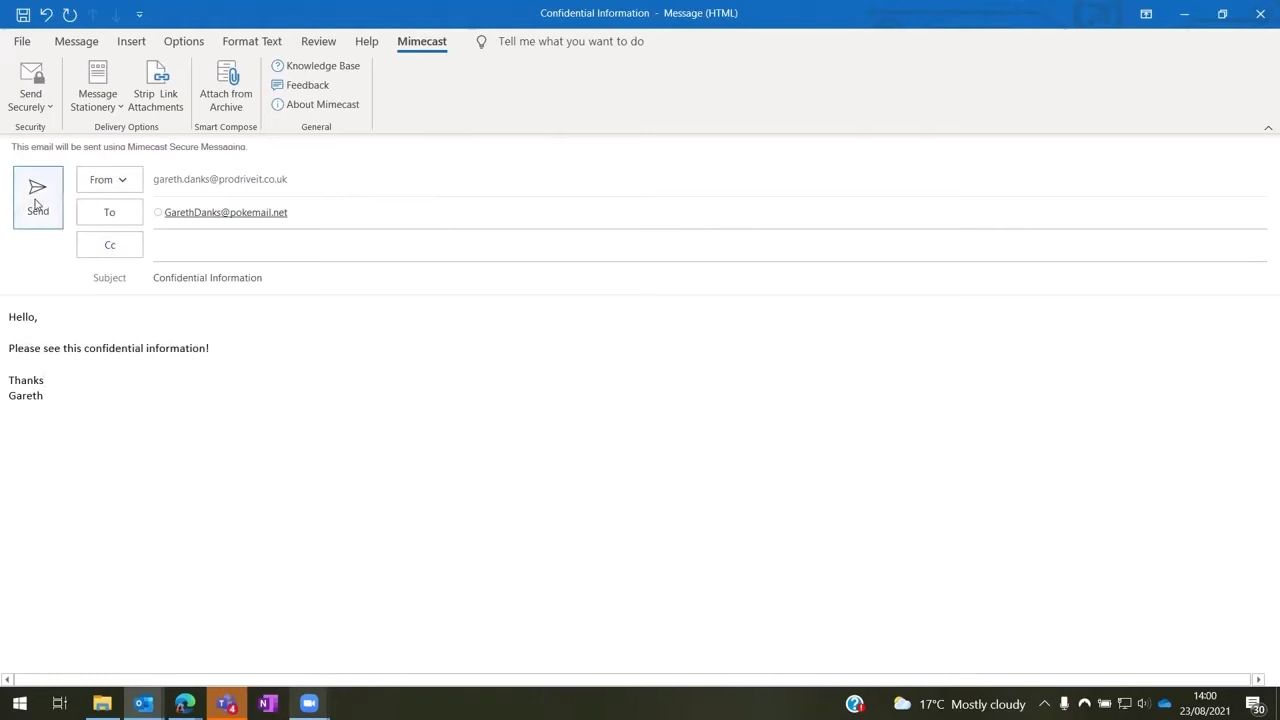 Confidential Information - Message (HTML)
File Message Insert Options Format Text Review Help Mimecast Tell me what you want to do
Send Securely
Message Stationery
Strip Link Attachments
Attach from Archive
Knowledge Base
Feedback
About Mimecast
Security Delivery Options Smart Compose General
This email will be sent using Mimecast Secure Messaging.
Send
From gareth.danks@prodriveit.co.uk
To GarethDanks@pokemail.net
Cc
Subject Confidential Information
Hello,
Please see this confidential information!
Thanks
Gareth
4
17°C Mostly cloudy
14:00
23/08/2021
30